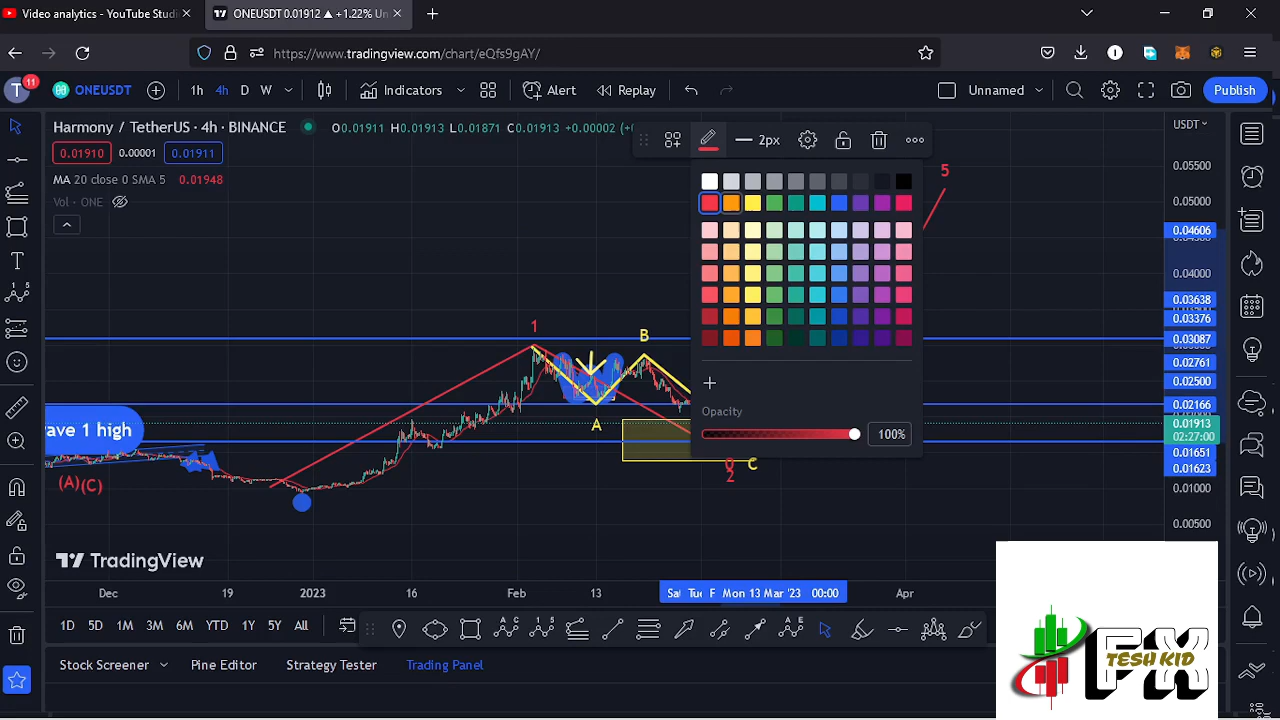 Video analytics - YouTube Studi
ONEUSDT 0.01912 ▲ +1.22% Un
https://www.tradingview.com/chart/eQfs9gAY/
T
11
ONEUSDT
1h
4h
D
W
Indicators
Alert
Replay
Unnamed
Publish
Harmony / TetherUS · 4h · BINANCE
O0.01911 H0.01913 L0.01871 C0.01913 +0.00002 (+
0.01910
0.00001
0.01911
MA 20 close 0 SMA 5 0.01948
Vol · ONE
2px
USDT
0.05500
0.05000
0.04606
0.04000
0.03638
0.03376
0.03087
0.02761
0.02500
0.02166
0.01913
02:27:00
0.01651
0.01623
0.01000
0.00500
5
1
B
A
C
2
ave 1 high
(A)(C)
Opacity
100%
TradingView
Dec
19
2023
16
Feb
13
Mon 13 Mar '23 00:00
Apr
1D
5D
1M
3M
6M
YTD
1Y
5Y
All
Stock Screener
Pine Editor
Strategy Tester
Trading Panel
FX
TESH KID